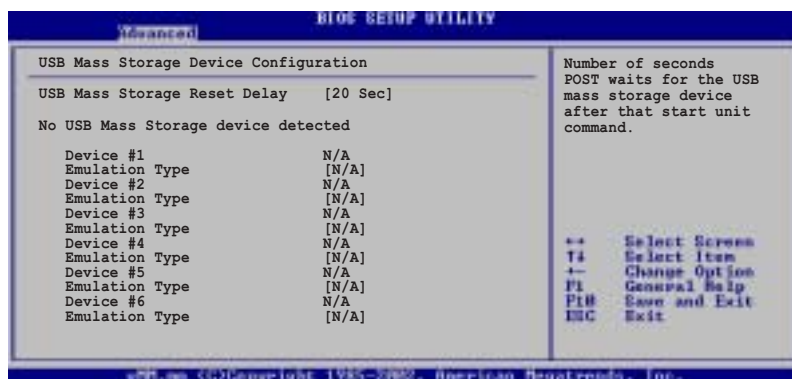 BIOS SETUP UTILITY
Advanced
USB Mass Storage Device Configuration
USB Mass Storage Reset Delay [20 Sec]
No USB Mass Storage device detected
Device #1 N/A
Emulation Type [N/A]
Device #2 N/A
Emulation Type [N/A]
Device #3 N/A
Emulation Type [N/A]
Device #4 N/A
Emulation Type [N/A]
Device #5 N/A
Emulation Type [N/A]
Device #6 N/A
Emulation Type [N/A]
Number of seconds
POST waits for the USB
mass storage device
after that start unit
command.
↔ Select Screen
↑↓ Select Item
+- Change Option
F1 General Help
F10 Save and Exit
ESC Exit
(C)Copyright 1985-2002, American Megatrends, Inc.